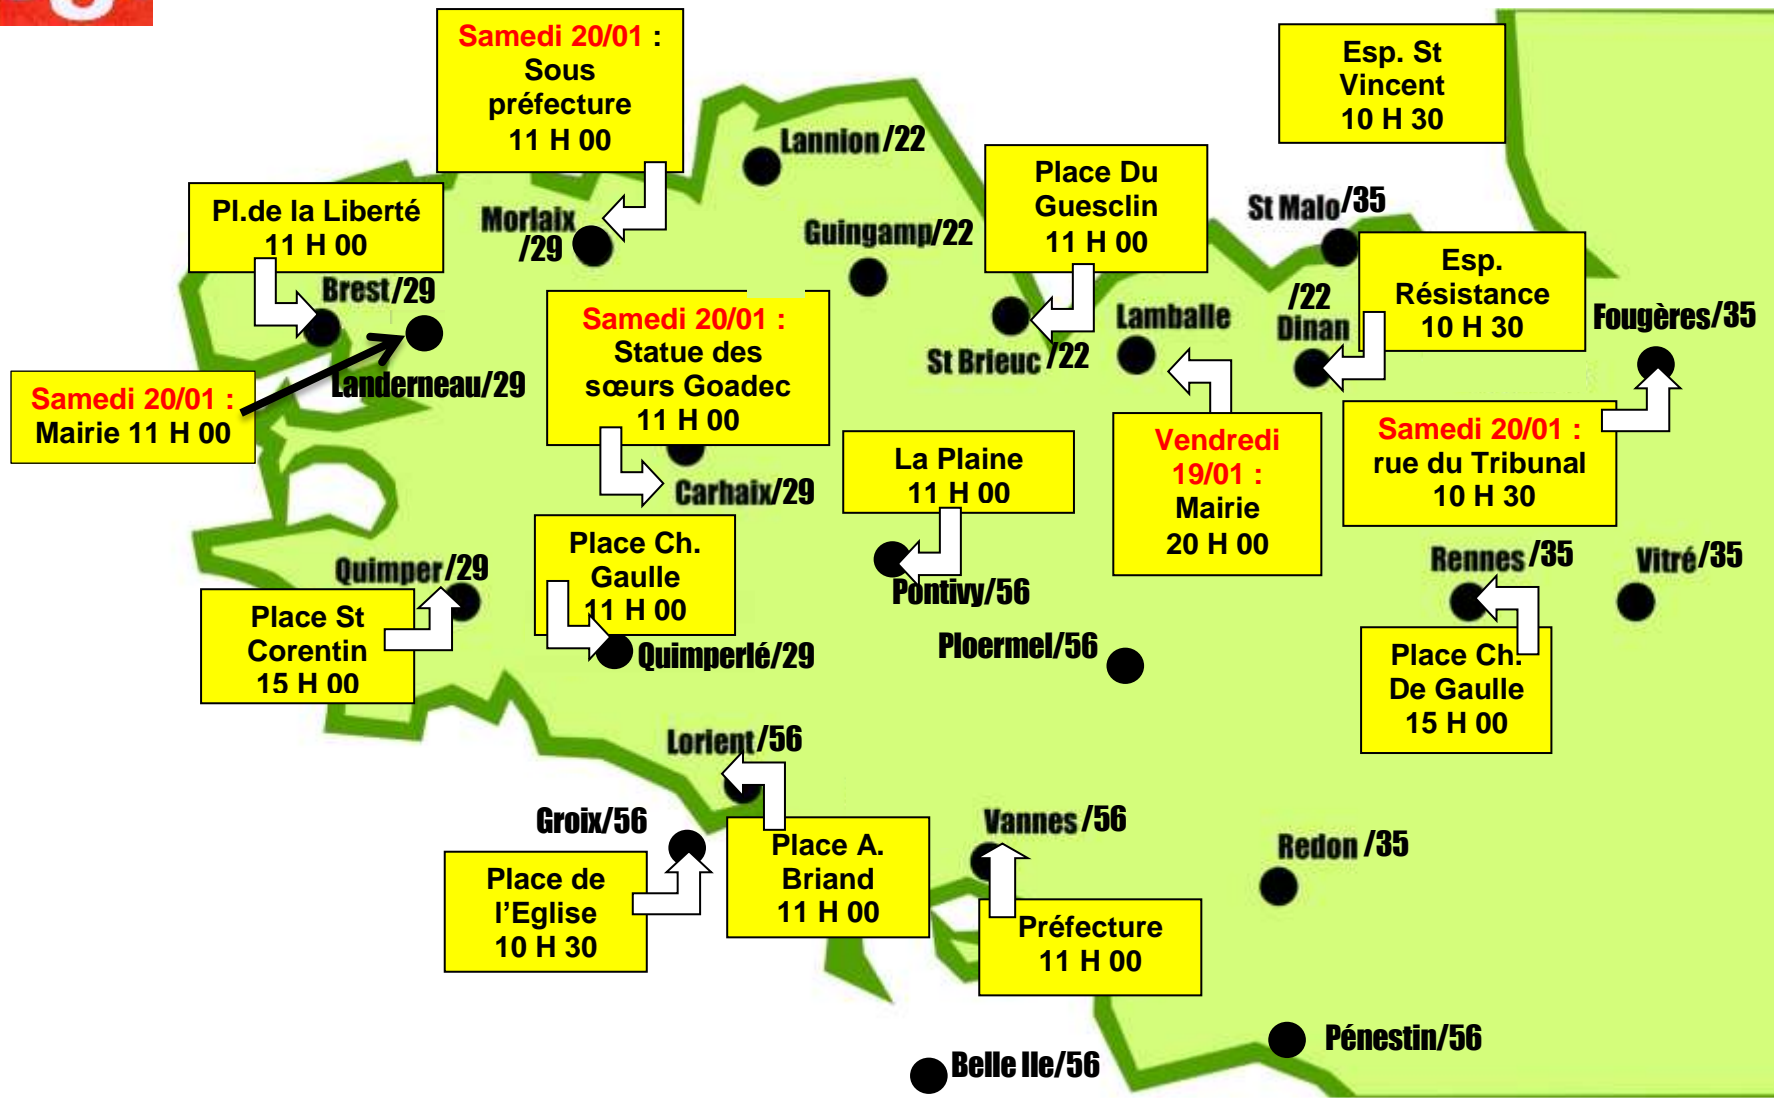 Samedi 20/01 :
Sous
préfecture
11 H 00
Esp. St
Vincent
10 H 30
Lannion /22
Place Du
Guesclin
11 H 00
Pl.de la Liberté
11 H 00
Morlaix
/29
Guingamp/22
St Malo/35
Esp.
Résistance
10 H 30
Brest/29
Samedi 20/01 :
Statue des
sœurs Goadec
11 H 00
Lamballe
/22
Dinan
Fougères/35
St Brieuc /22
Landerneau/29
Samedi 20/01 :
Mairie 11 H 00
Vendredi
19/01 :
Mairie
20 H 00
Samedi 20/01 :
rue du Tribunal
10 H 30
La Plaine
11 H 00
Carhaix/29
Place Ch.
Gaulle
11 H 00
Quimper/29
Pontivy/56
Rennes /35
Vitré/35
Place St
Corentin
15 H 00
Quimperlé/29
Ploermel/56
Place Ch.
De Gaulle
15 H 00
Lorient/56
Groix/56
Place A.
Briand
11 H 00
Vannes /56
Redon /35
Place de
l'Eglise
10 H 30
Préfecture
11 H 00
Pénestin/56
Belle Ile/56